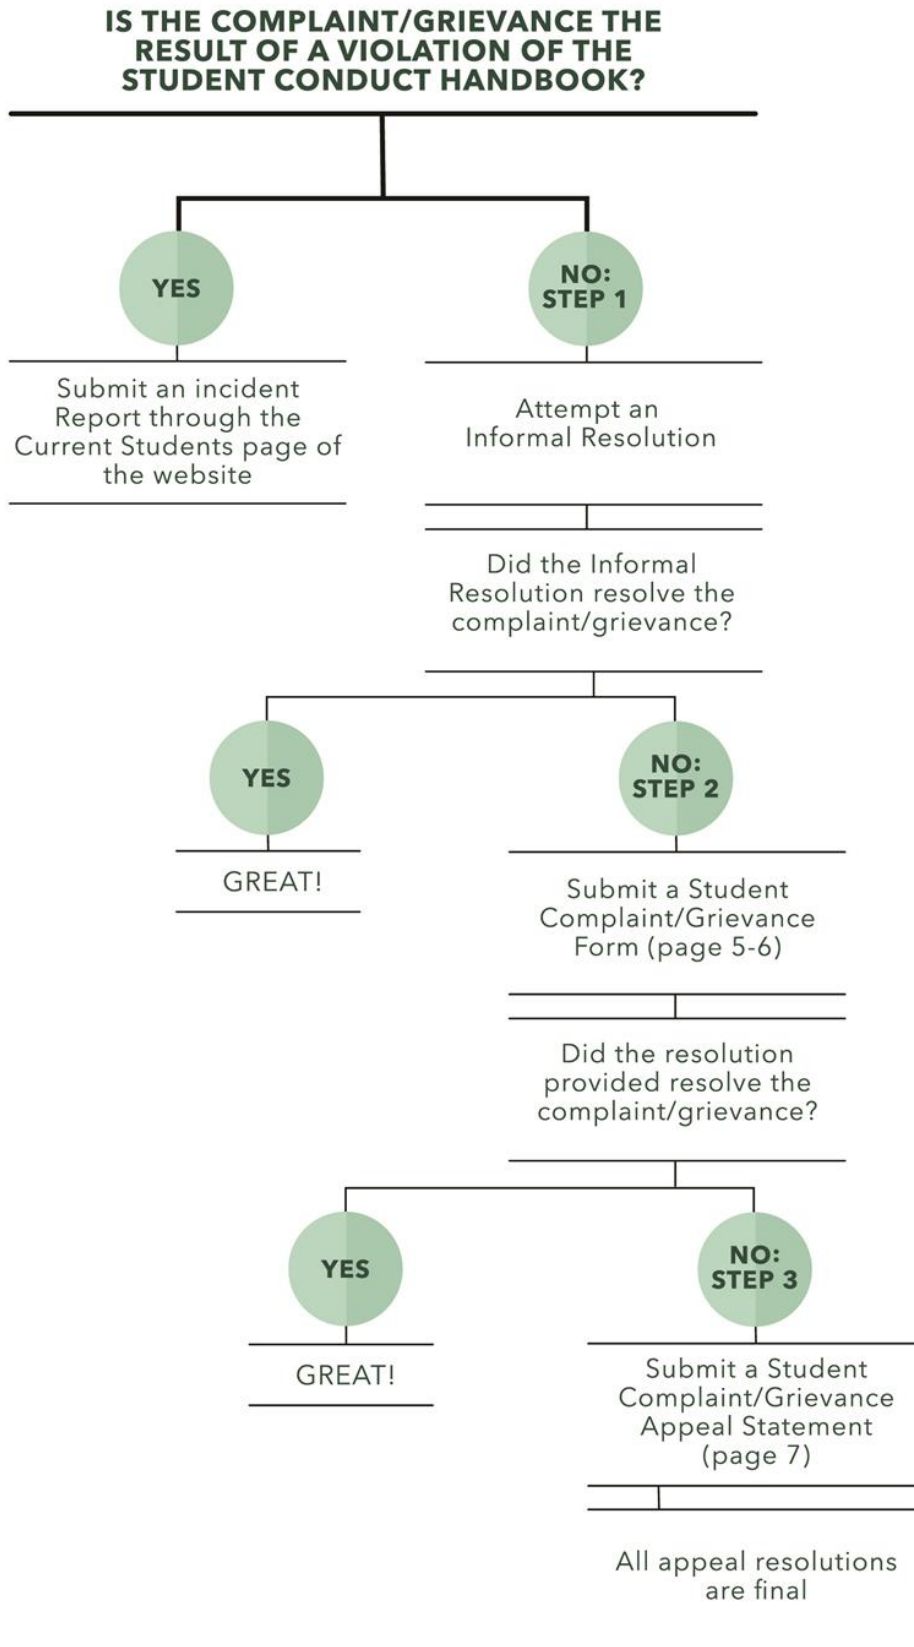 IS THE COMPLAINT/GRIEVANCE THE
RESULT OF A VIOLATION OF THE
STUDENT CONDUCT HANDBOOK?
YES
NO:
STEP 1
Submit an incident
Report through the
Current Students page of
the website
Attempt an
Informal Resolution
Did the Informal
Resolution resolve the
complaint/grievance?
YES
NO:
STEP 2
GREAT!
Submit a Student
Complaint/Grievance
Form (page 5-6)
Did the resolution
provided resolve the
complaint/grievance?
YES
NO:
STEP 3
GREAT!
Submit a Student
Complaint/Grievance
Appeal Statement
(page 7)
All appeal resolutions
are final